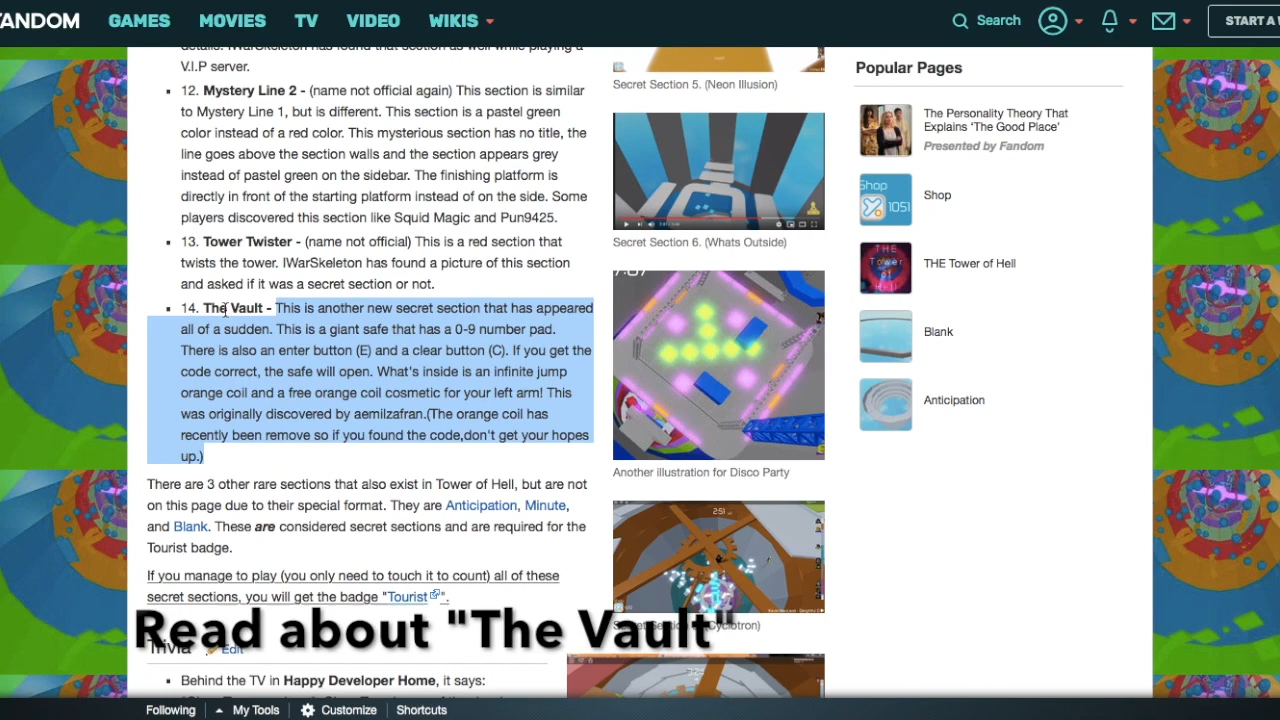 FANDOM GAMES MOVIES TV VIDEO WIKIS Search START A
V.I.P server.
12. Mystery Line 2 - (name not official again) This section is similar
to Mystery Line 1, but is different. This section is a pastel green
color instead of a red color. This mysterious section has no title, the
line goes above the section walls and the section appears grey
instead of pastel green on the sidebar. The finishing platform is
directly in front of the starting platform instead of on the side. Some
players discovered this section like Squid Magic and Pun9425.
13. Tower Twister - (name not official) This is a red section that
twists the tower. IWarSkeleton has found a picture of this section
and asked if it was a secret section or not.
14. The Vault - This is another new secret section that has appeared
all of a sudden. This is a giant safe that has a 0-9 number pad.
There is also an enter button (E) and a clear button (C). If you get the
code correct, the safe will open. What's inside is an infinite jump
orange coil and a free orange coil cosmetic for your left arm! This
was originally discovered by aemilzafran.(The orange coil has
recently been remove so if you found the code,don't get your hopes
up.)
There are 3 other rare sections that also exist in Tower of Hell, but are not
on this page due to their special format. They are Anticipation, Minute,
and Blank. These are considered secret sections and are required for the
Tourist badge.
If you manage to play (you only need to touch it to count) all of these
secret sections, you will get the badge "Tourist".
Read about "The Vault"
Trivia Edit
Behind the TV in Happy Developer Home, it says:
Secret Section 5. (Neon Illusion)
Secret Section 6. (Whats Outside)
Another illustration for Disco Party
2:51
Popular Pages
The Personality Theory That
Explains 'The Good Place'
Presented by Fandom
Shop
1051
Shop
THE
Tower
of
Hell
THE Tower of Hell
Blank
Anticipation
Following My Tools Customize Shortcuts